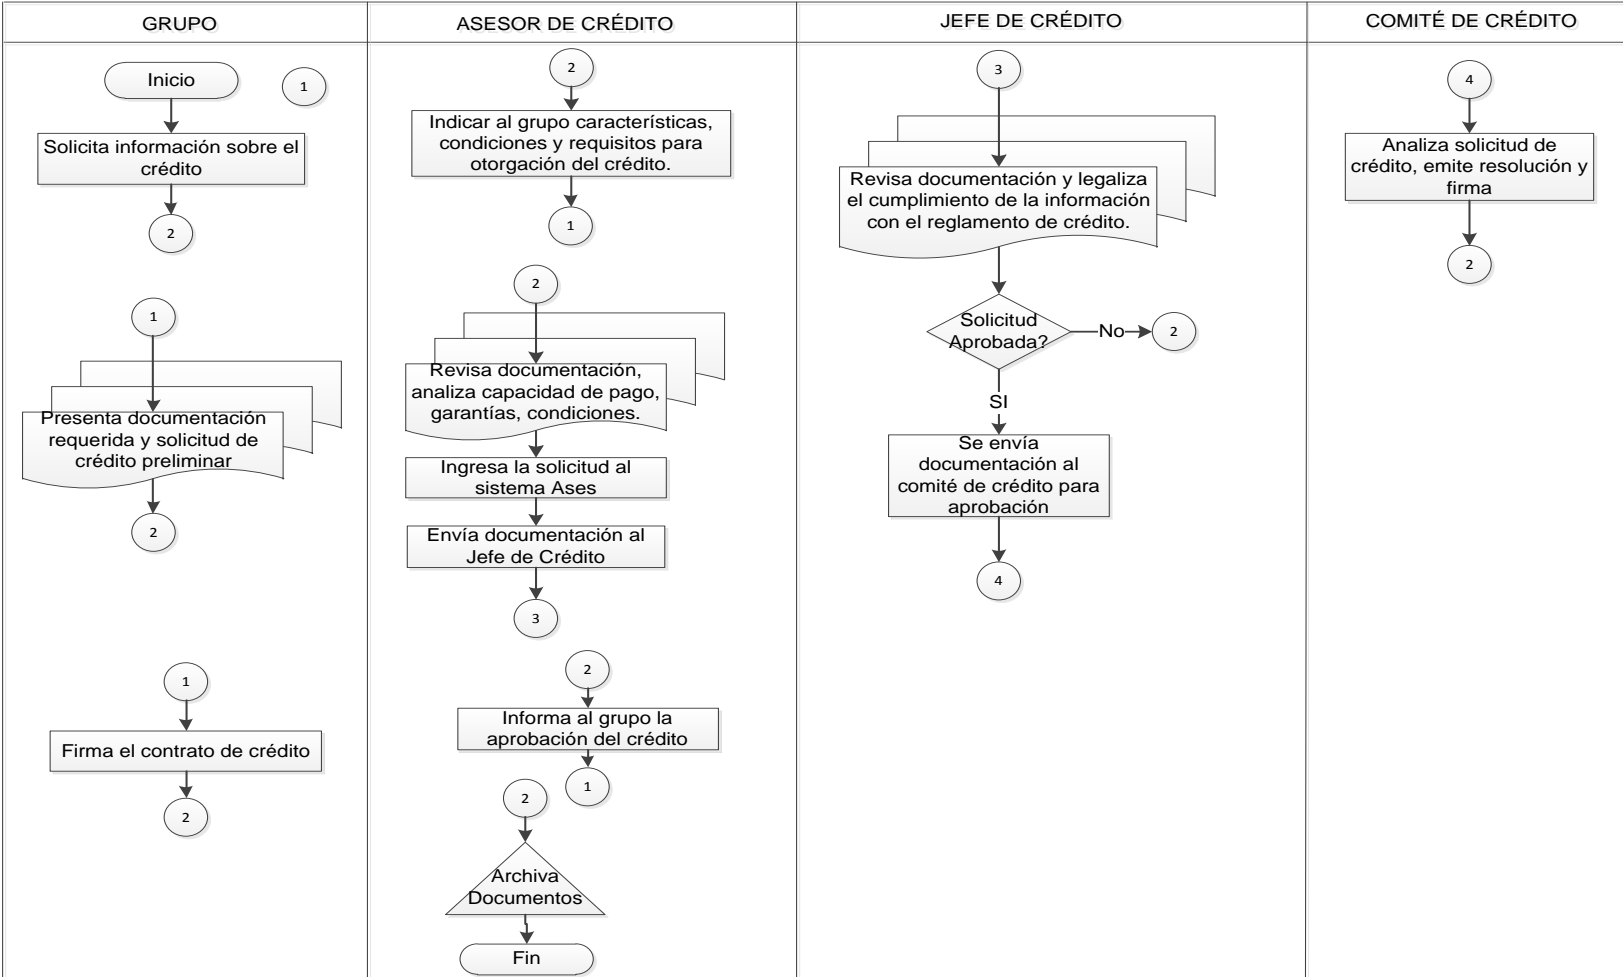 GRUPO
Inicio
1
Solicita información sobre el
crédito
2
1
Presenta documentación
requerida y solicitud de
crédito preliminar
2
1
Firma el contrato de crédito
2
ASESOR DE CRÉDITO
2
Indicar al grupo características,
condiciones y requisitos para
otorgación del crédito.
1
2
Revisa documentación,
analiza capacidad de pago,
garantías, condiciones.
Ingresa la solicitud al
sistema Ases
Envía documentación al
Jefe de Crédito
3
2
Informa al grupo la
aprobación del crédito
1
2
Archiva
Documentos
Fin
JEFE DE CRÉDITO
3
Revisa documentación y legaliza
el cumplimiento de la información
con el reglamento de crédito.
Solicitud
Aprobada?
No
2
SI
Se envía
documentación al
comité de crédito para
aprobación
4
COMITÉ DE CRÉDITO
4
Analiza solicitud de
crédito, emite resolución y
firma
2